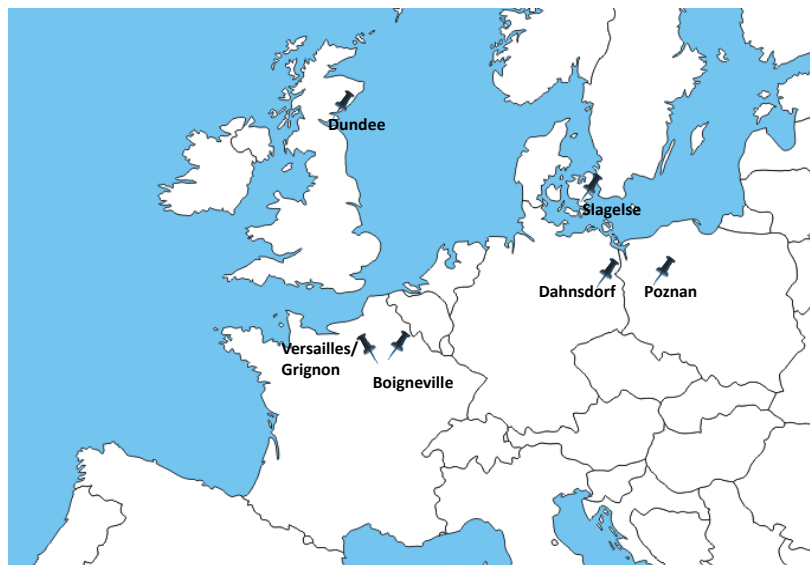 Dundee
Slagelse
Dahnsdorf
Poznan
Versailles/
Grignon
Boigneville